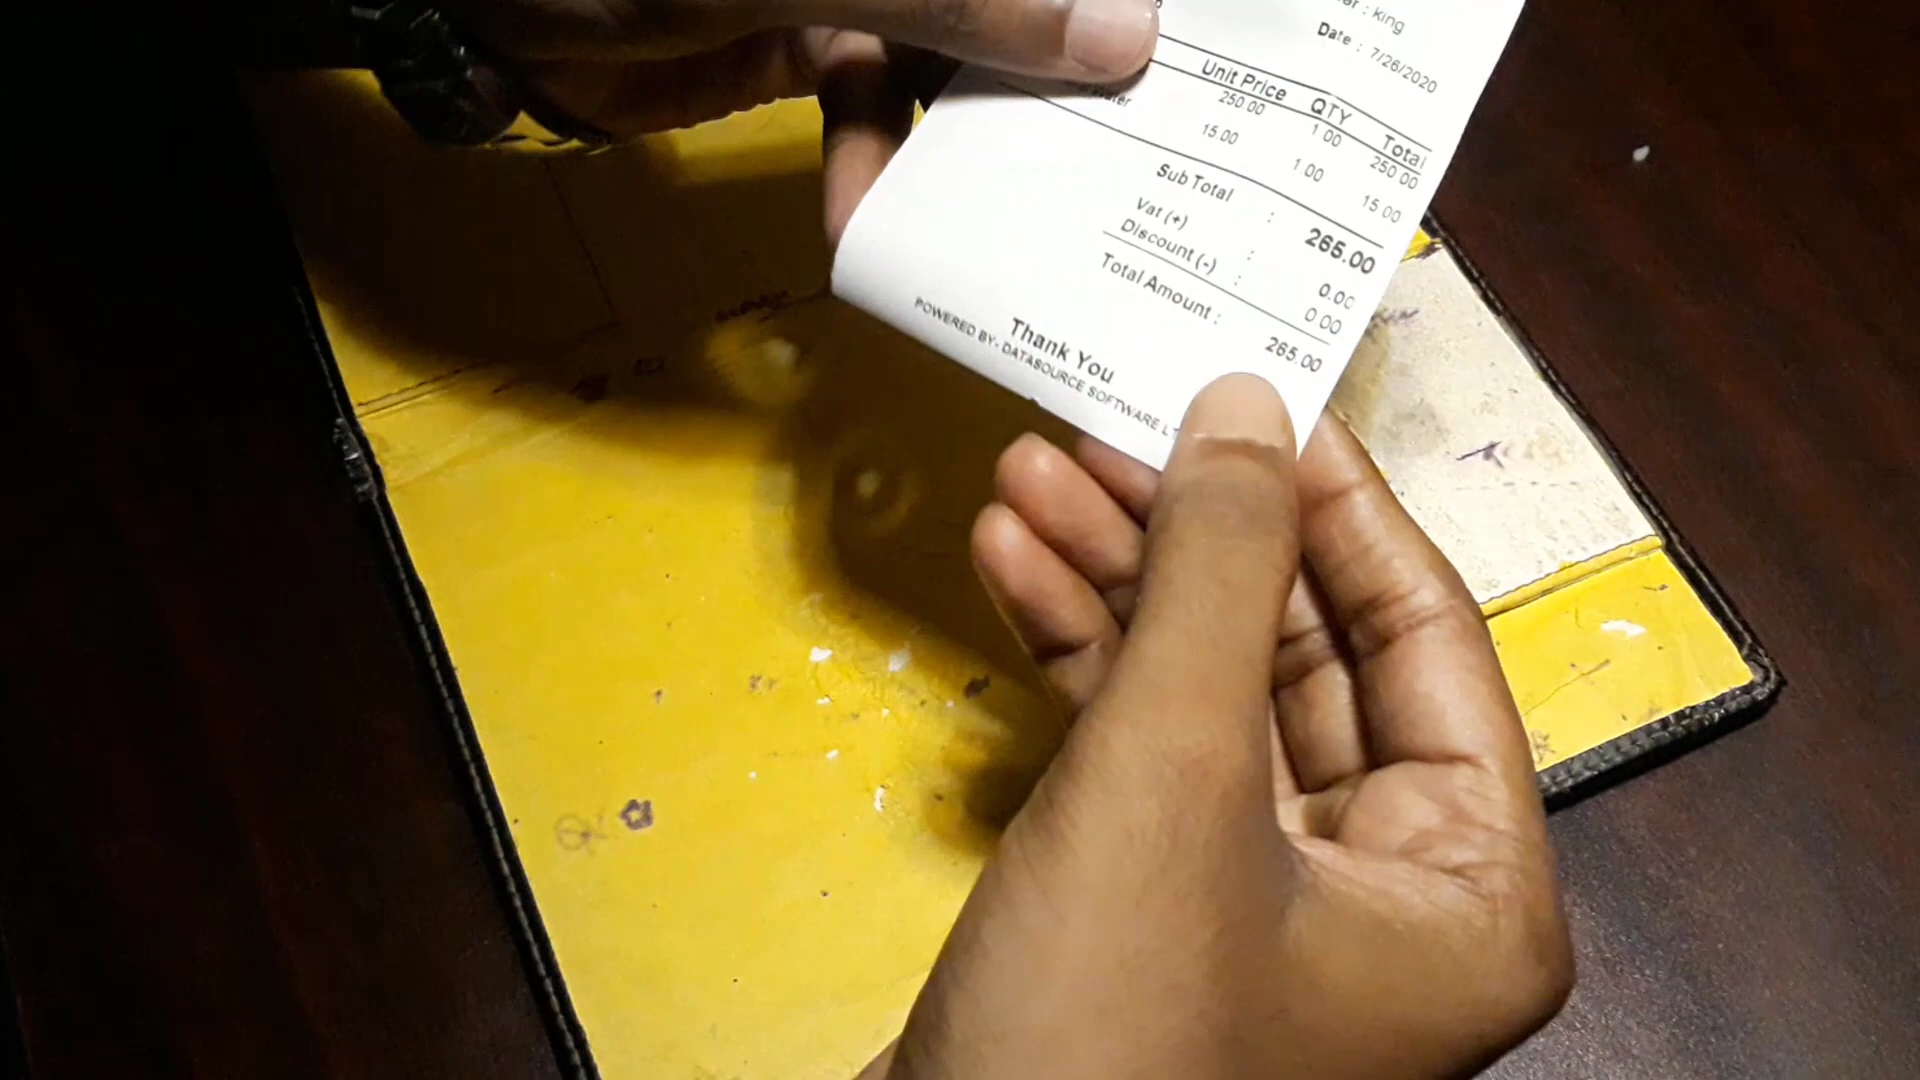 : king
Date : 7/26/2020
Unit Price QTY Total
250.00 1.00 250.00
Water 15.00 1.00 15.00
Sub Total : 265.00
Vat (+) : 0.00
Discount (-) : 0.00
Total Amount : 265.00
Thank You
POWERED BY- DATASOURCE SOFTWARE